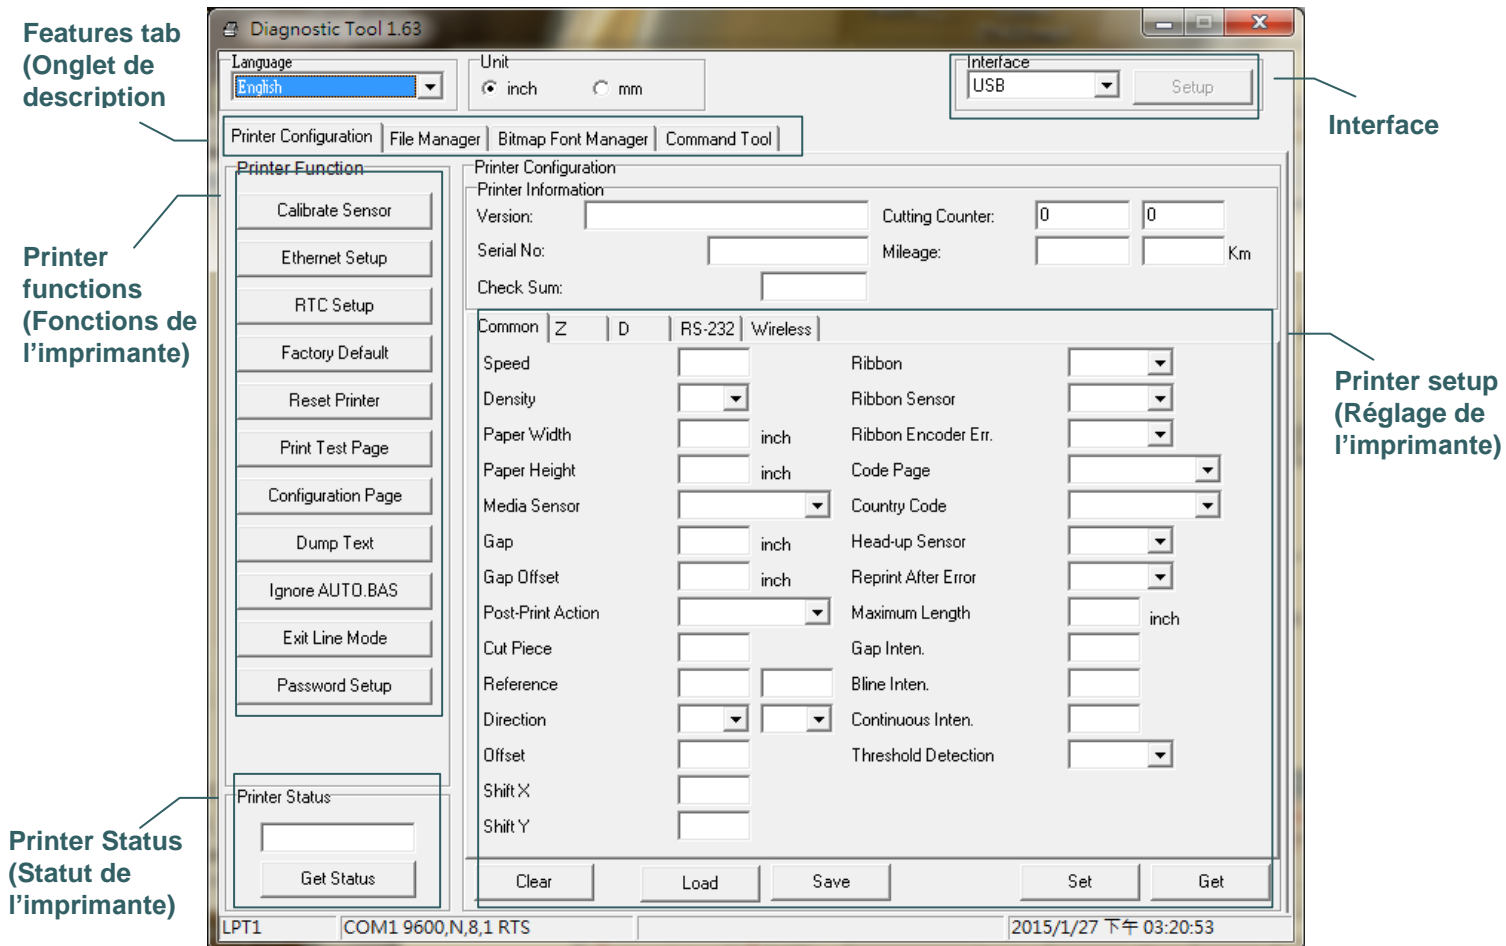 Features tab
(Onglet de
description
Diagnostic Tool 1.63
Language
English
Unit
inch
mm
Interface
USB
Setup
Interface
Printer Configuration
File Manager
Bitmap Font Manager
Command Tool
Printer Function
Calibrate Sensor
Ethernet Setup
RTC Setup
Factory Default
Reset Printer
Print Test Page
Configuration Page
Dump Text
Ignore AUTO.BAS
Exit Line Mode
Password Setup
Printer
functions
(Fonctions de
l’imprimante)
Printer Configuration
Printer Information
Version:
Cutting Counter:
0
0
Serial No:
Mileage:
Km
Check Sum:
Common
Z
D
RS-232
Wireless
Speed
Ribbon
Density
Ribbon Sensor
Paper Width
inch
Ribbon Encoder Err.
Paper Height
inch
Code Page
Media Sensor
Country Code
Gap
inch
Head-up Sensor
Gap Offset
inch
Reprint After Error
Post-Print Action
Maximum Length
inch
Cut Piece
Gap Inten.
Reference
Bline Inten.
Direction
Continuous Inten.
Offset
Threshold Detection
Shift X
Shift Y
Printer setup
(Réglage de
l’imprimante)
Printer Status
Get Status
Printer Status
(Statut de
l’imprimante)
Clear
Load
Save
Set
Get
LPT1
COM1 9600,N,8,1 RTS
2015/1/27 下午 03:20:53